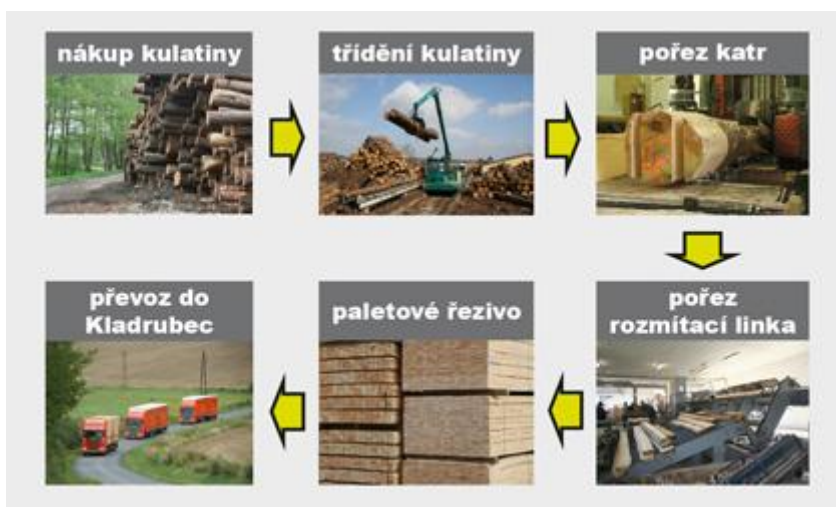 nákup kulatiny
třídění kulatiny
pořez katr
pořez
rozmítací linka
paletové řezivo
převoz do
Kladrubec